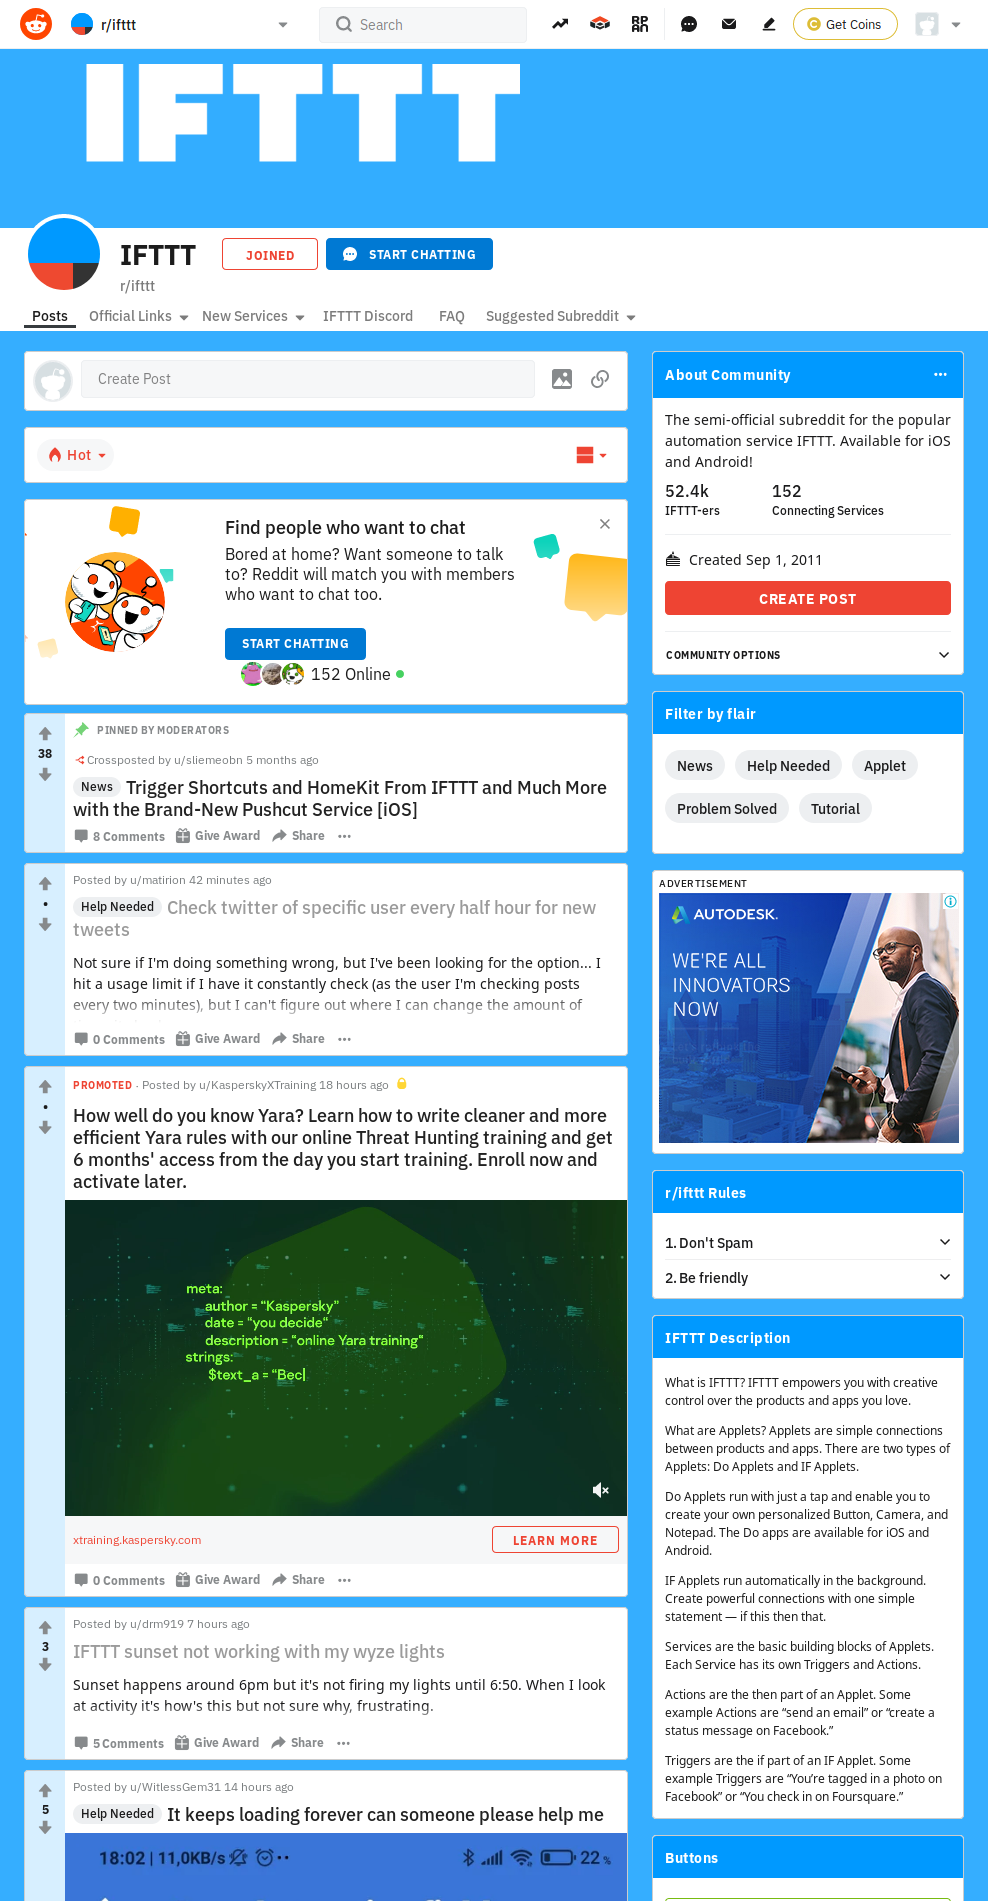 r/ifttt
Search
Get Coins
IFTTT
IFTTT
JOINED
START CHATTING
r/ifttt
Posts
Official Links
New Services
IFTTT Discord
FAQ
Suggested Subreddit
Create Post
Hot
Find people who want to chat
Bored at home? Want someone to talk
to? Reddit will match you with members
who want to chat too.
START CHATTING
152 Online
38
PINNED BY MODERATORS
Crossposted by u/sliemeobn 5 months ago
News Trigger Shortcuts and HomeKit From IFTTT and Much More
with the Brand-New Pushcut Service [iOS]
8 Comments Give Award Share
Posted by u/matirion 42 minutes ago
Help Needed Check twitter of specific user every half hour for new
tweets
Not sure if I'm doing something wrong, but I've been looking for the option... I
hit a usage limit if I have it constantly check (as the user I'm checking posts
every two minutes), but I can't figure out where I can change the amount of
0 Comments Give Award Share
PROMOTED · Posted by u/KasperskyXTraining 18 hours ago
How well do you know Yara? Learn how to write cleaner and more
efficient Yara rules with our online Threat Hunting training and get
6 months' access from the day you start training. Enroll now and
activate later.
meta:
author = "Kaspersky"
date = "you decide"
description = "online Yara training"
strings:
$text_a = "Bec
xtraining.kaspersky.com
LEARN MORE
0 Comments Give Award Share
3
Posted by u/drm919 7 hours ago
IFTTT sunset not working with my wyze lights
Sunset happens around 6pm but it's not firing my lights until 6:50. When I look
at activity it's how's this but not sure why, frustrating.
5 Comments Give Award Share
5
Posted by u/WitlessGem31 14 hours ago
Help Needed It keeps loading forever can someone please help me
18:02 | 11,0KB/s
22 %
About Community
The semi-official subreddit for the popular
automation service IFTTT. Available for iOS
and Android!
52.4k
152
IFTTT-ers
Connecting Services
Created Sep 1, 2011
CREATE POST
COMMUNITY OPTIONS
Filter by flair
News
Help Needed
Applet
Problem Solved
Tutorial
ADVERTISEMENT
AUTODESK.
WE'RE ALL
INNOVATORS
NOW
r/ifttt Rules
1. Don't Spam
2. Be friendly
IFTTT Description
What is IFTTT? IFTTT empowers you with creative
control over the products and apps you love.
What are Applets? Applets are simple connections
between products and apps. There are two types of
Applets: Do Applets and IF Applets.
Do Applets run with just a tap and enable you to
create your own personalized Button, Camera, and
Notepad. The Do apps are available for iOS and
Android.
IF Applets run automatically in the background.
Create powerful connections with one simple
statement — if this then that.
Services are the basic building blocks of Applets.
Each Service has its own Triggers and Actions.
Actions are the then part of an Applet. Some
example Actions are “send an email” or “create a
status message on Facebook.”
Triggers are the if part of an IF Applet. Some
example Triggers are “You’re tagged in a photo on
Facebook” or “You check in on Foursquare.”
Buttons